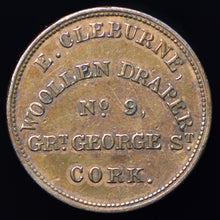 E. CLEBURNE,
WOOLLEN DRAPER,
Nº 9,
GRT GEORGE ST
CORK.